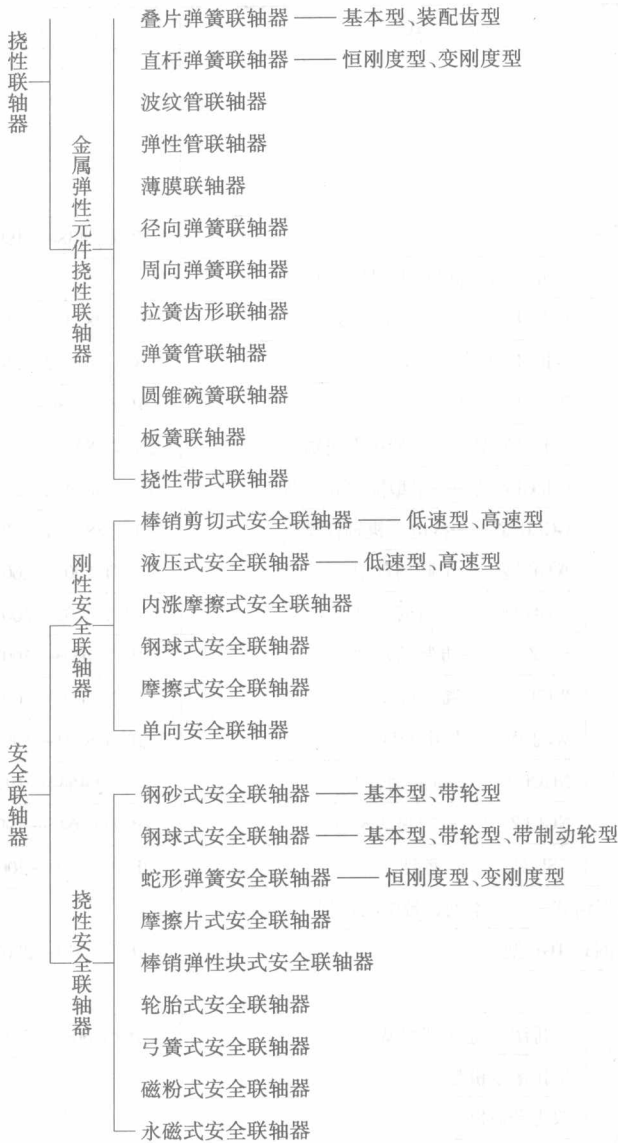 挠性联轴器
金属弹性元件挠性联轴器
叠片弹簧联轴器 —— 基本型、装配齿型
直杆弹簧联轴器 —— 恒刚度型、变刚度型
波纹管联轴器
弹性管联轴器
薄膜联轴器
径向弹簧联轴器
周向弹簧联轴器
拉簧齿形联轴器
弹簧管联轴器
圆锥碗簧联轴器
板簧联轴器
挠性带式联轴器
安全联轴器
刚性安全联轴器
棒销剪切式安全联轴器 —— 低速型、高速型
液压式安全联轴器 —— 低速型、高速型
内涨摩擦式安全联轴器
钢球式安全联轴器
摩擦式安全联轴器
单向安全联轴器
挠性安全联轴器
钢砂式安全联轴器 —— 基本型、带轮型
钢球式安全联轴器 —— 基本型、带轮型、带制动轮型
蛇形弹簧安全联轴器 —— 恒刚度型、变刚度型
摩擦片式安全联轴器
棒销弹性块式安全联轴器
轮胎式安全联轴器
弓簧式安全联轴器
磁粉式安全联轴器
永磁式安全联轴器